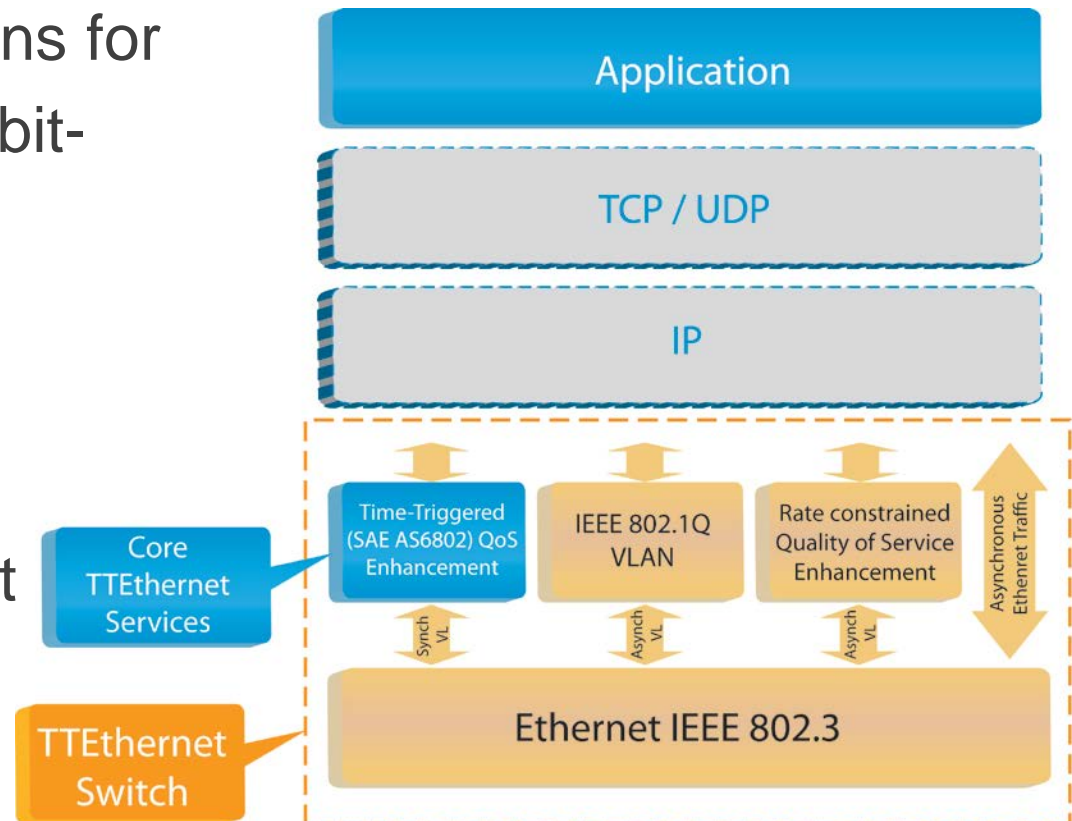 ns for
bit-
t
Application
TCP / UDP
IP
Core
TTEthernet
Services
Time-Triggered
(SAE AS6802) QoS
Enhancement
IEEE 802.1Q
VLAN
Rate constrained
Quality of Service
Enhancement
Asynchronous
Ethenret Traffic
Synch
VL
Asynch
VL
Asynch
VL
TTEthernet
Switch
Ethernet IEEE 802.3